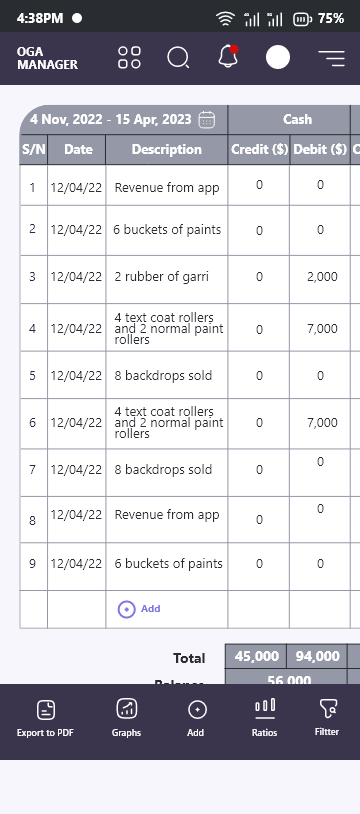 4:38PM 75%
OGA
MANAGER
4 Nov, 2022 - 15 Apr, 2023 Cash
S/N Date Description Credit ($) Debit ($) C
1 12/04/22 Revenue from app 0 0
2 12/04/22 6 buckets of paints 0 0
3 12/04/22 2 rubber of garri 0 2,000
4 12/04/22 4 text coat rollers
and 2 normal paint
rollers 0 7,000
5 12/04/22 8 backdrops sold 0 0
6 12/04/22 4 text coat rollers
and 2 normal paint
rollers 0 7,000
7 12/04/22 8 backdrops sold 0 0
8 12/04/22 Revenue from app 0 0
9 12/04/22 6 buckets of paints 0 0
Add
Total 45,000 94,000
Balance 56,000
Export to PDF Graphs Add Ratios Filtter